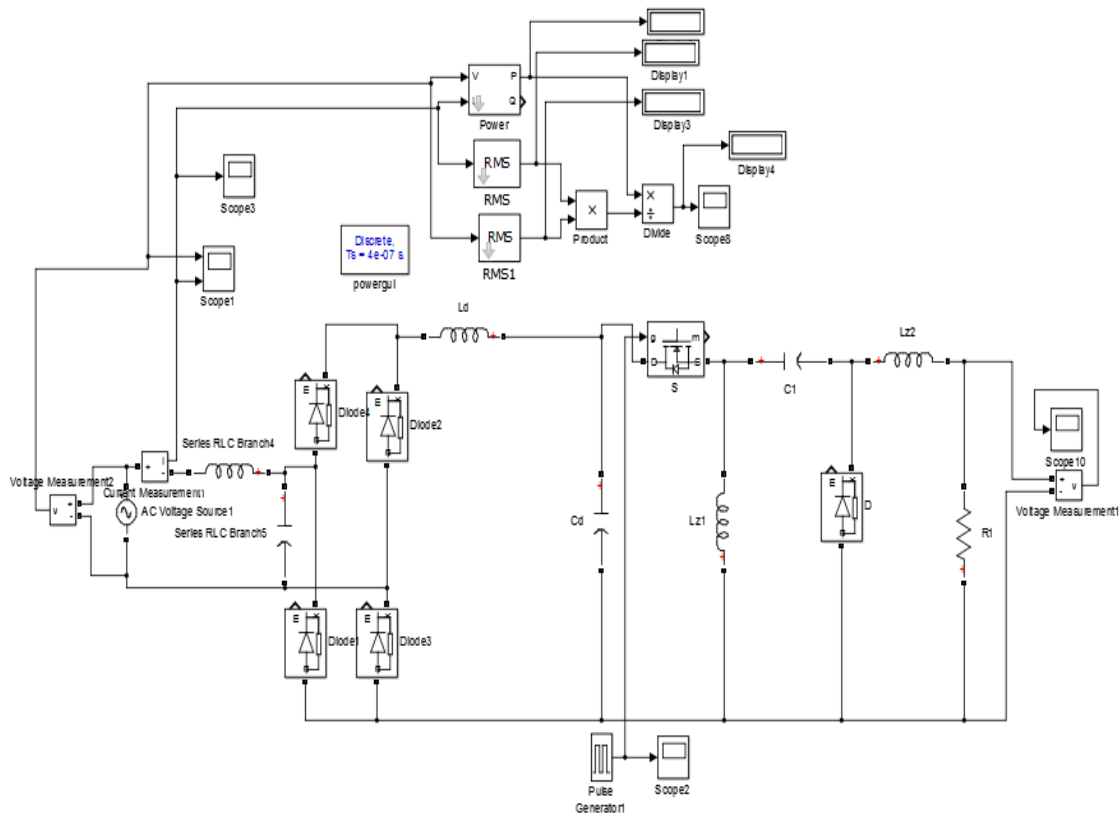 V
P
I
Q
Power
Display1
Display3
RMS
RMS
Display4
Scope3
×
Product
×
÷
Divide
Scope8
RMS
RMS1
Discrete,
Ts = 4e-07 s.
powergui
Scope1
Ld
g
m
D
S
S
C1
Lz2
m
Diode4
m
Diode2
Series RLC Branch4
Scope10
Voltage Measurement2
+
-
v
+
-
i
Current Measurement1
AC Voltage Source1
Series RLC Branch5
Cd
Lz1
m
D
R1
+
-
v
Voltage Measurement1
m
Diode1
m
Diode3
Pulse
Generator1
Scope2